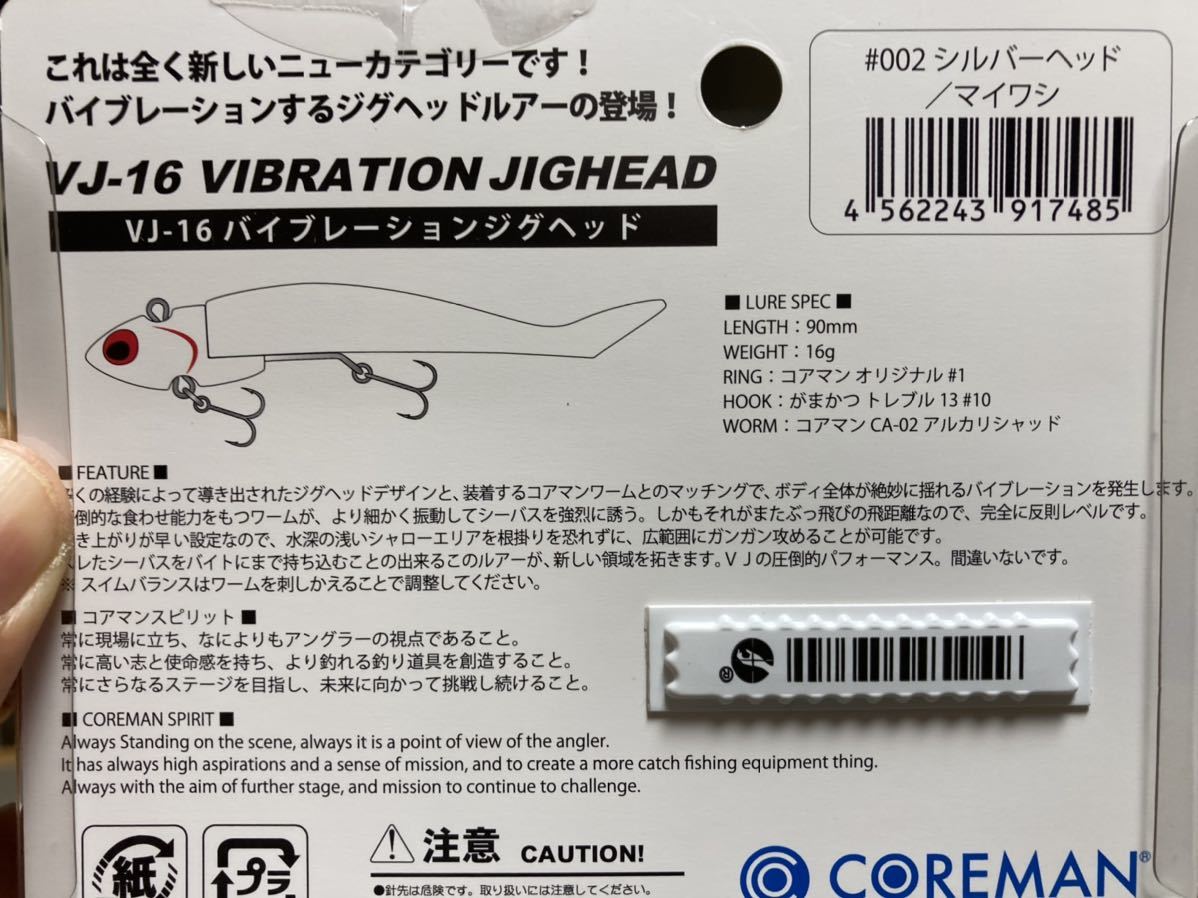 これは全く新しいニューカテゴリーです！
バイブレーションするジグヘッドルアーの登場！
VJ-16 VIBRATION JIGHEAD
VJ-16 バイブレーションジグヘッド
#002 シルバーヘッド
／マイワシ
4 562243 917485
■ LURE SPEC ■
LENGTH：90mm
WEIGHT：16g
RING：コアマン オリジナル #1
HOOK：がまかつ トレブル 13 #10
WORM：コアマン CA-02 アルカリシャッド
■ FEATURE ■
くの経験によって導き出されたジグヘッドデザインと、装着するコアマンワームとのマッチングで、ボディ全体が絶妙に揺れるバイブレーションを発生します。
倒的な食わせ能力をもつワームが、より細かく振動してシーバスを強烈に誘う。しかもそれがまたぶっ飛びの飛距離なので、完全に反則レベルです。
き上がりが早い設定なので、水深の浅いシャローエリアを根掛りを恐れずに、広範囲にガンガン攻めることが可能です。
したシーバスをバイトにまで持ち込むことの出来るこのルアーが、新しい領域を拓きます。ＶＪの圧倒的パフォーマンス。間違いないです。
※ スイムバランスはワームを刺しかえることで調整してください。
■ コアマンスピリット ■
常に現場に立ち、なによりもアングラーの視点であること。
常に高い志と使命感を持ち、より釣れる釣り道具を創造すること。
常にさらなるステージを目指し、未来に向かって挑戦し続けること。
■ COREMAN SPIRIT ■
Always Standing on the scene, always it is a point of view of the angler.
It has always high aspirations and a sense of mission, and to create a more catch fishing equipment thing.
Always with the aim of further stage, and mission to continue to challenge.
紙
プラ
注意 CAUTION!
●針先は危険です。取り扱いには注意してください。
COREMAN®
®